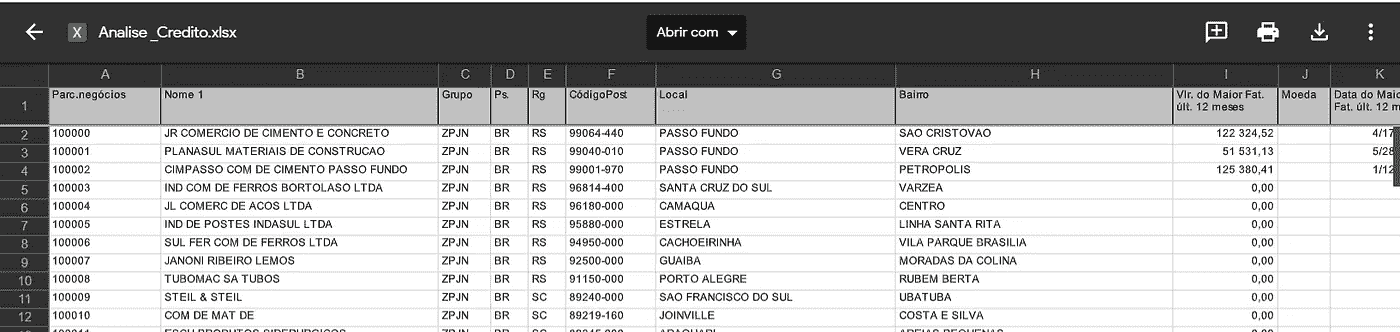 X Analise _Credito.xlsx Abrir com
A B C D E F G H I J K
1 Parc.negócios Nome 1 Grupo Ps. Rg CódigoPost Local Bairro Vlr. do Maior Fat. Moeda Data do Maio
últ. 12 meses Fat. últ. 12 m
2 100000 JR COMERCIO DE CIMENTO E CONCRETO ZPJN BR RS 99064-440 PASSO FUNDO SAO CRISTOVAO 122 324,52 4/17
3 100001 PLANASUL MATERIAIS DE CONSTRUCAO ZPJN BR RS 99040-010 PASSO FUNDO VERA CRUZ 51 531,13 5/28
4 100002 CIMPASSO COM DE CIMENTO PASSO FUNDO ZPJN BR RS 99001-970 PASSO FUNDO PETROPOLIS 125 380,41 1/12
5 100003 IND COM DE FERROS BORTOLASO LTDA ZPJN BR RS 96814-400 SANTA CRUZ DO SUL VARZEA 0,00
6 100004 JL COMERC DE ACOS LTDA ZPJN BR RS 96180-000 CAMAQUA CENTRO 0,00
7 100005 IND DE POSTES INDASUL LTDA ZPJN BR RS 95880-000 ESTRELA LINHA SANTA RITA 0,00
8 100006 SUL FER COM DE FERROS LTDA ZPJN BR RS 94950-000 CACHOEIRINHA VILA PARQUE BRASILIA 0,00
9 100007 JANONI RIBEIRO LEMOS ZPJN BR RS 92500-000 GUAIBA MORADAS DA COLINA 0,00
10 100008 TUBOMAC SA TUBOS ZPJN BR RS 91150-000 PORTO ALEGRE RUBEM BERTA 0,00
11 100009 STEIL & STEIL ZPJN BR SC 89240-000 SAO FRANCISCO DO SUL UBATUBA 0,00
12 100010 COM DE MAT DE ZPJN BR SC 89219-160 JOINVILLE COSTA E SILVA 0,00